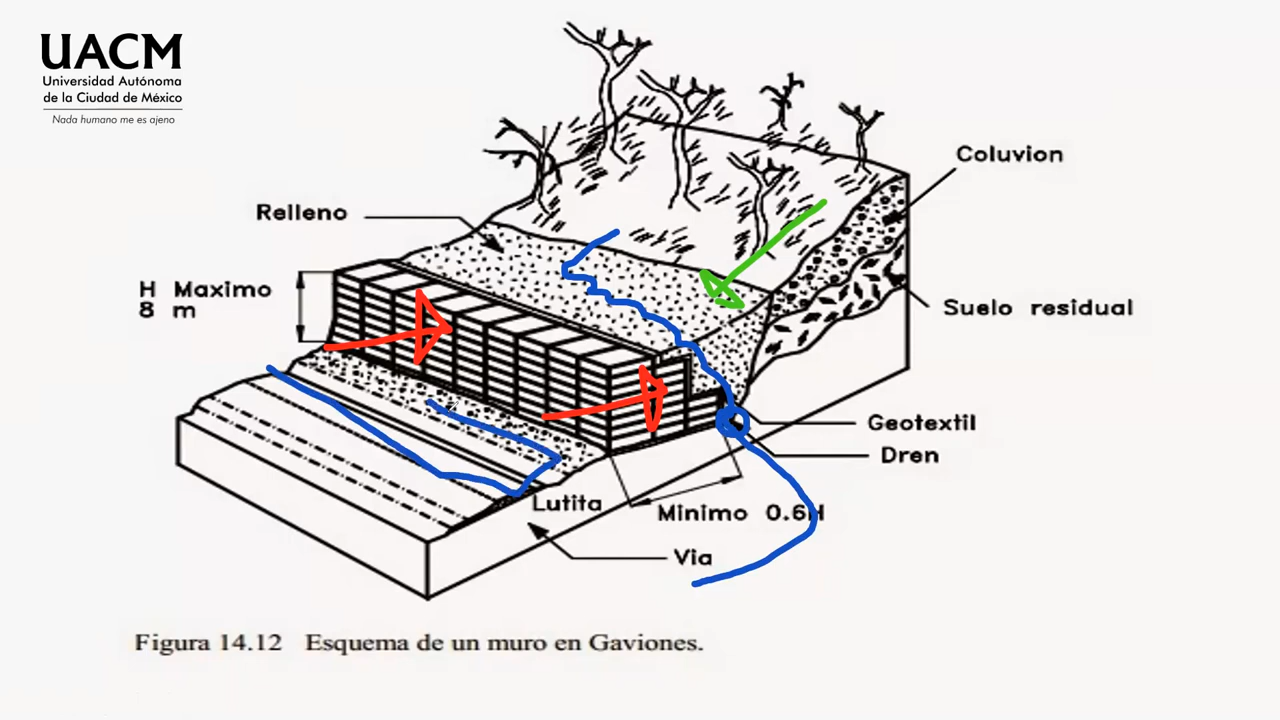 UACM
Universidad Autónoma
de la Ciudad de México
Nada humano me es ajeno
Coluvion
Relleno
H Maximo
8 m
Suelo residual
Geotextil
Dren
Lutita
Minimo 0.6H
Via
Figura 14.12 Esquema de un muro en Gaviones.